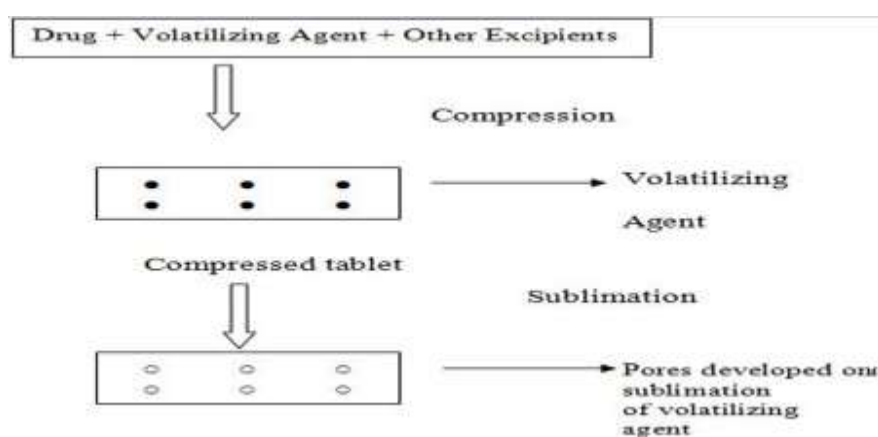 Drug + Volatilizing Agent + Other Excipients
Compression
Volatilizing
Agent
Compressed tablet
Sublimation
Pores developed on
sublimation
of volatilizing
agent